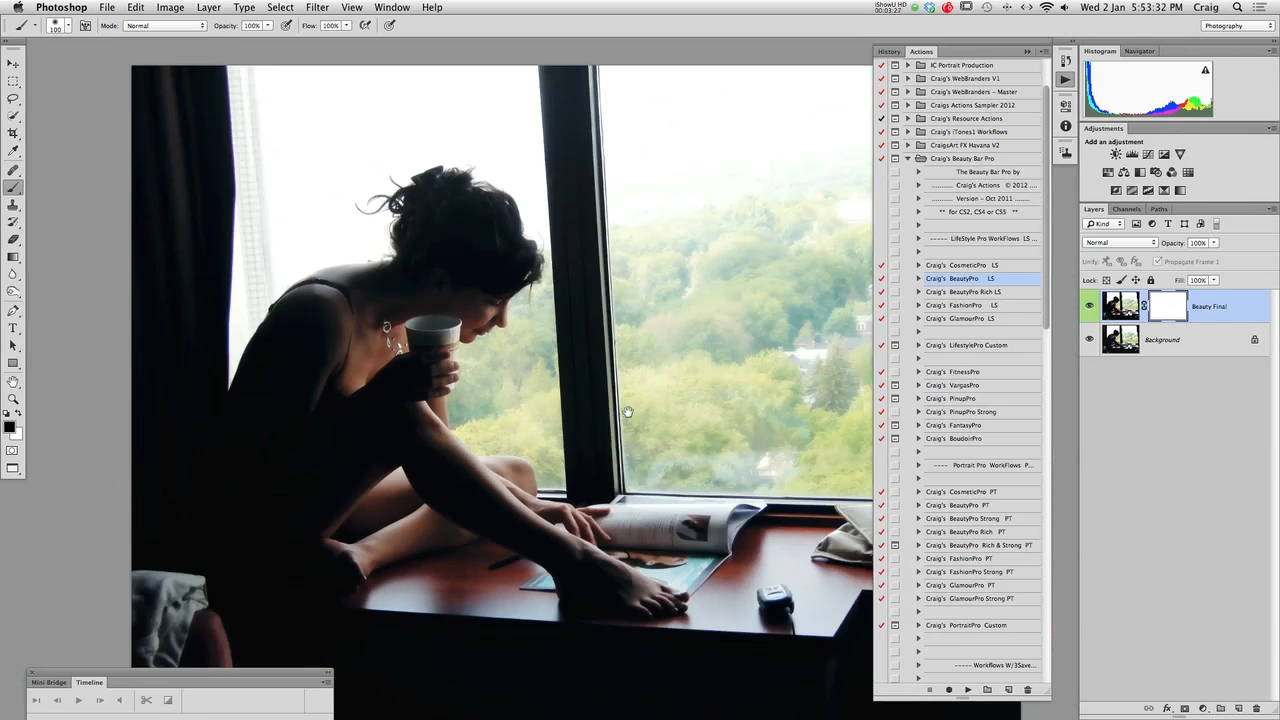 Photoshop File Edit Image Layer Type Select Filter View Window Help
iShowU HD
00:03:27
Wed 2 Jan 5:53:32 PM Craig
100
Mode: Normal Opacity: 100% Flow: 100%
Photography
History Actions
IC Portrait Production
Craig's WebBranders V1
Craig's WebBranders - Master
Craigs Actions Sampler 2012
Craig's Resource Actions
Craig's iTones1 Workflows
CraigsArt FX Havana V2
Craig's Beauty Bar Pro
The Beauty Bar Pro by
........... Craig's Actions © 2012 ....
........... Version - Oct 2011 ........
** for CS2, CS4 or CS5 **
----- LifeStyle Pro WorkFlows LS ...
Craig's CosmeticPro LS
Craig's BeautyPro LS
Craig's BeautyPro Rich LS
Craig's FashionPro LS
Craig's GlamourPro LS
Craig's LifestylePro Custom
Craig's FitnessPro
Craig's VargasPro
Craig's PinupPro
Craig's PinupPro Strong
Craig's FantasyPro
Craig's BoudoirPro
---- Portrait Pro WorkFlows P...
Craig's CosmeticPro PT
Craig's BeautyPro PT
Craig's BeautyPro Strong PT
Craig's BeautyPro Rich PT
Craig's BeautyPro Rich & Strong PT
Craig's FashionPro PT
Craig's FashionPro Strong PT
Craig's GlamourPro PT
Craig's GlamourPro Strong PT
Craig's PortraitPro Custom
----- Workflows W/3Save...
Histogram Navigator
Adjustments
Add an adjustment
Layers Channels Paths
Kind
Normal Opacity: 100%
Unify: Propagate Frame 1
Lock: Fill: 100%
Beauty Final
Background
Mini Bridge Timeline